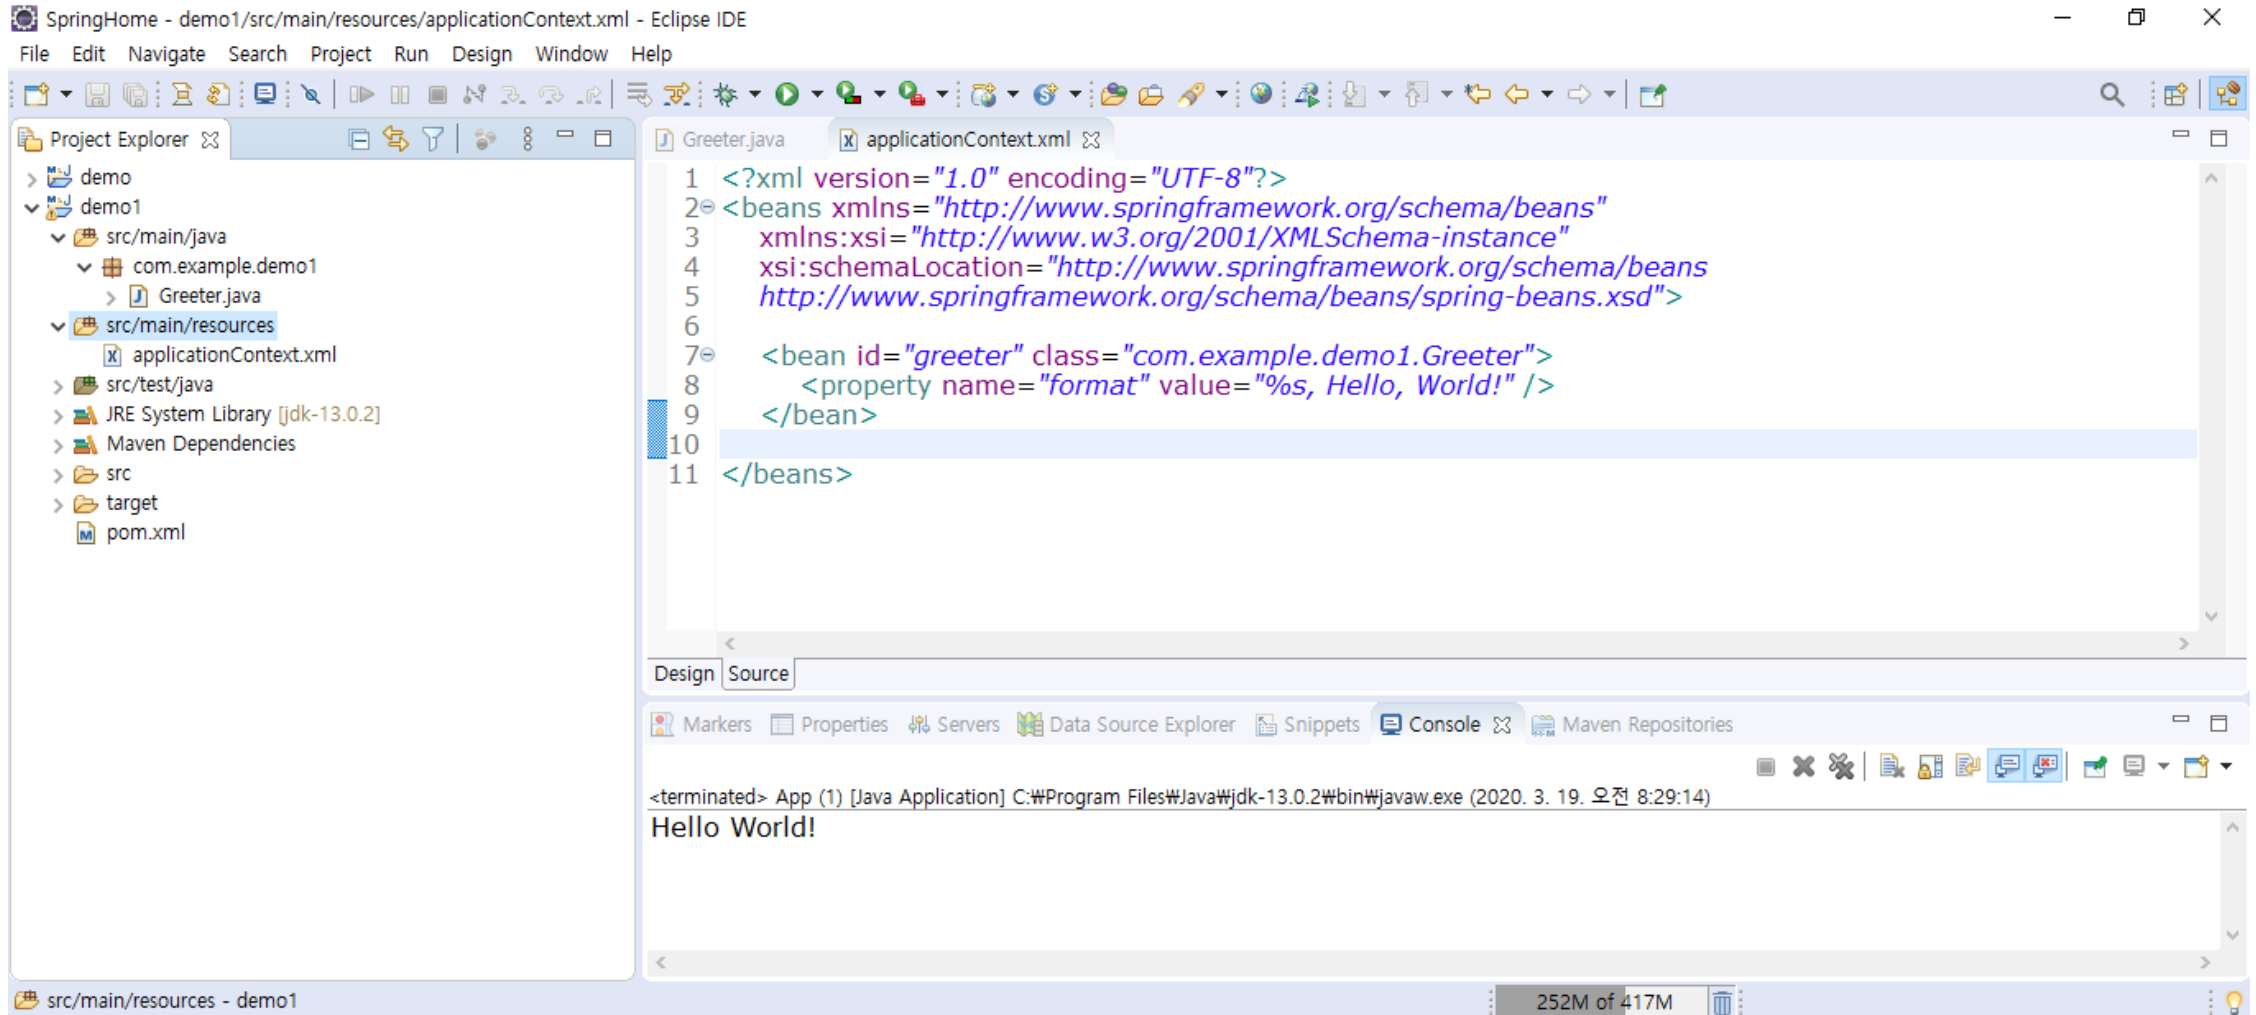 SpringHome - demo1/src/main/resources/applicationContext.xml - Eclipse IDE
File Edit Navigate Search Project Run Design Window Help
Project Explorer
demo
demo1
src/main/java
com.example.demo1
Greeter.java
src/main/resources
applicationContext.xml
src/test/java
JRE System Library [jdk-13.0.2]
Maven Dependencies
src
target
pom.xml
Greeter.java applicationContext.xml
1 <?xml version="1.0" encoding="UTF-8"?>
2 <beans xmlns="http://www.springframework.org/schema/beans"
3 xmlns:xsi="http://www.w3.org/2001/XMLSchema-instance"
4 xsi:schemaLocation="http://www.springframework.org/schema/beans
5 http://www.springframework.org/schema/beans/spring-beans.xsd">
6
7 <bean id="greeter" class="com.example.demo1.Greeter">
8 <property name="format" value="%s, Hello, World!" />
9 </bean>
10
11 </beans>
Design Source
Markers Properties Servers Data Source Explorer Snippets Console Maven Repositories
<terminated> App (1) [Java Application] C:₩Program Files₩Java₩jdk-13.0.2₩bin₩javaw.exe (2020. 3. 19. 오전 8:29:14)
Hello World!
src/main/resources - demo1
252M of 417M